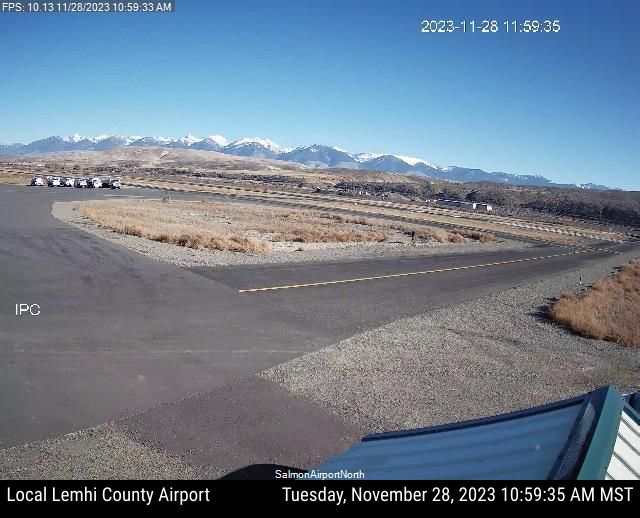 FPS: 10.13 11/28/2023 10:59:33 AM
2023-11-28 11:59:35
IPC
SalmonAirportNorth
Local Lemhi County Airport Tuesday, November 28, 2023 10:59:35 AM MST